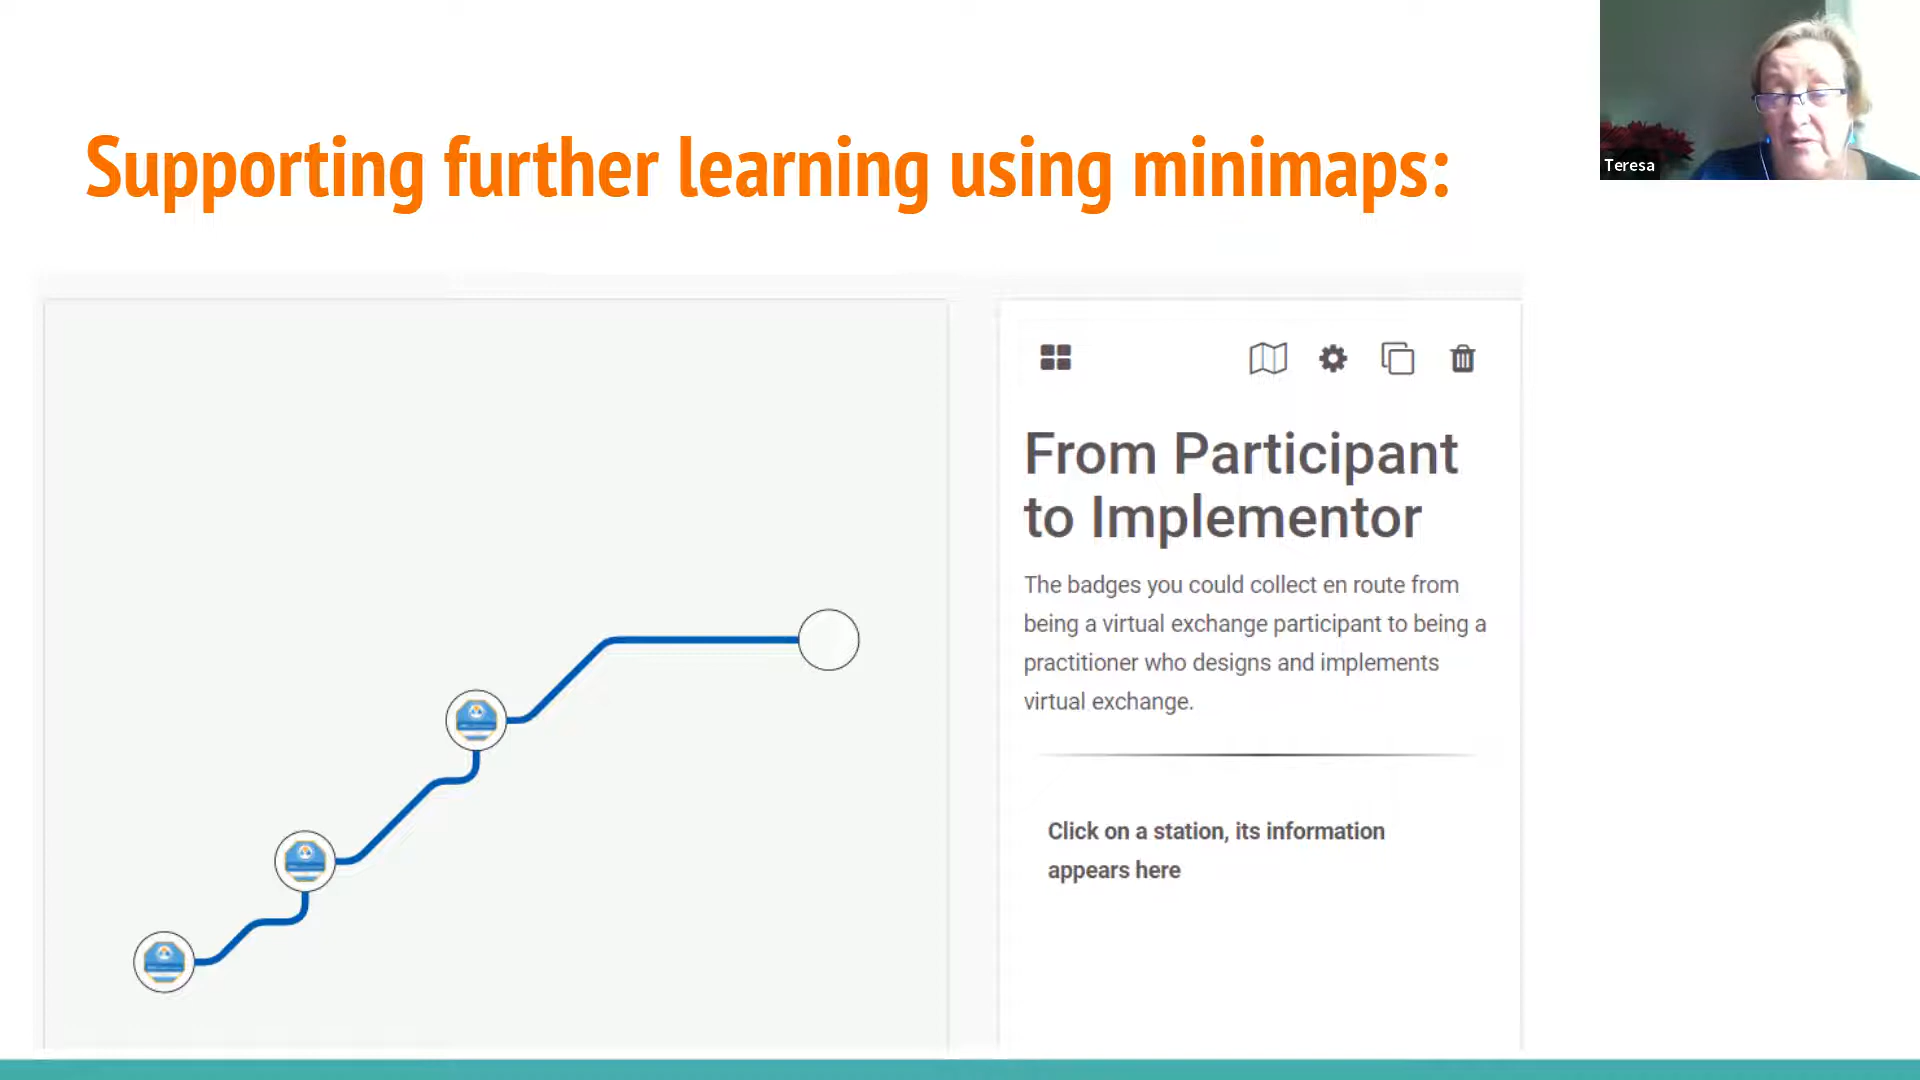 Supporting further learning using minimaps:
Teresa
From Participant
to Implementor
The badges you could collect en route from
being a virtual exchange participant to being a
practitioner who designs and implements
virtual exchange.
Click on a station, its information
appears here